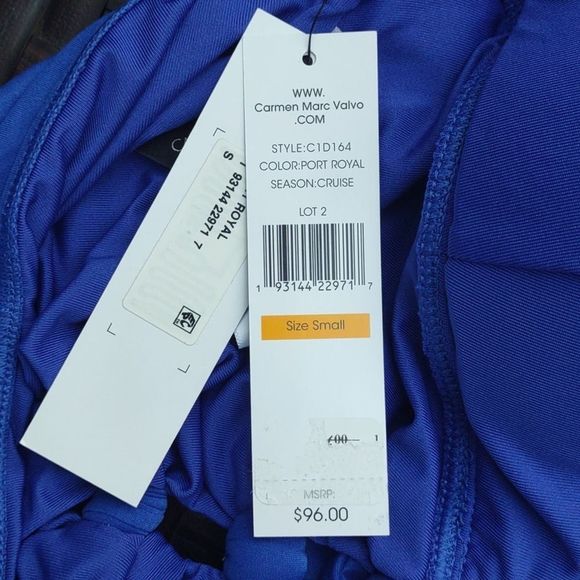 WWW.
Carmen Marc Valvo
.COM
STYLE:C1D164
COLOR:PORT ROYAL
SEASON:CRUISE
LOT 2
1 93144 22971 7
Size Small
MSRP:
$96.00
ROYAL
93144 22971 7
S